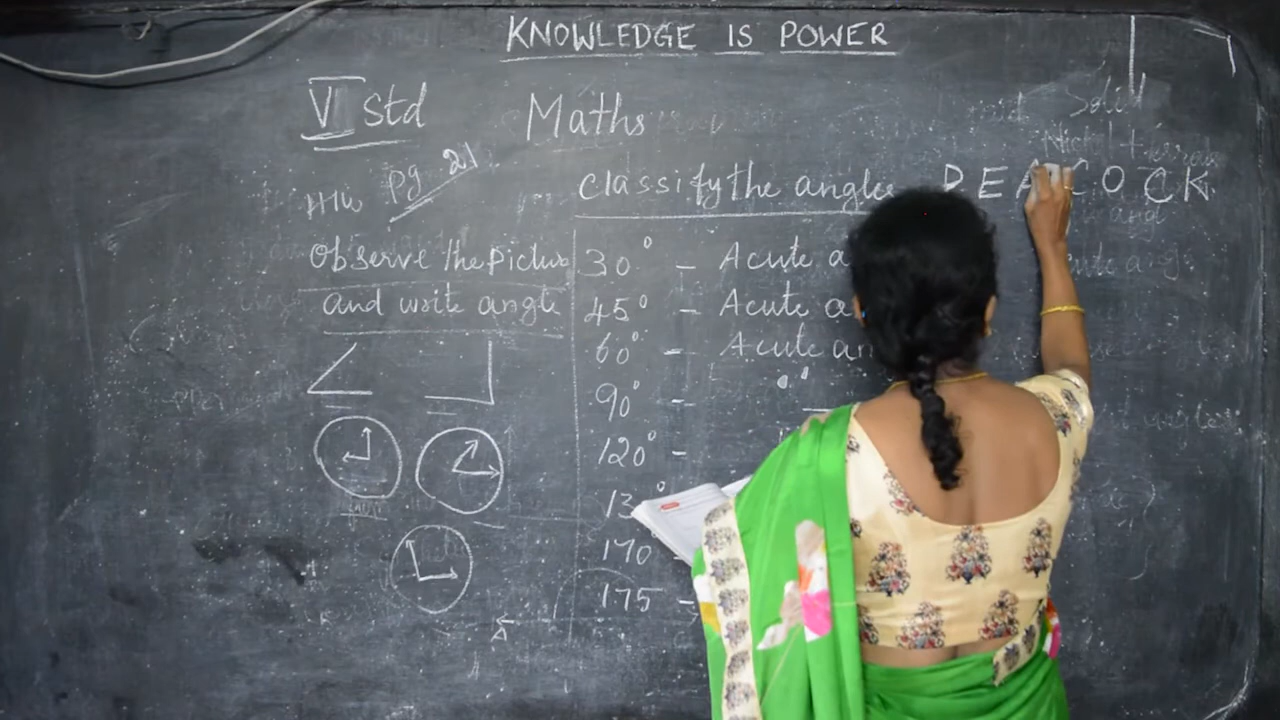 KNOWLEDGE IS POWER
V Std
Maths
HW pg 21
Classify the angles
PEACOCK
Observe the Picture
and write angle
30° - Acute a
45° - Acute a
60° - Acute an
90° -
120° -
13 °
170°
175 -
A